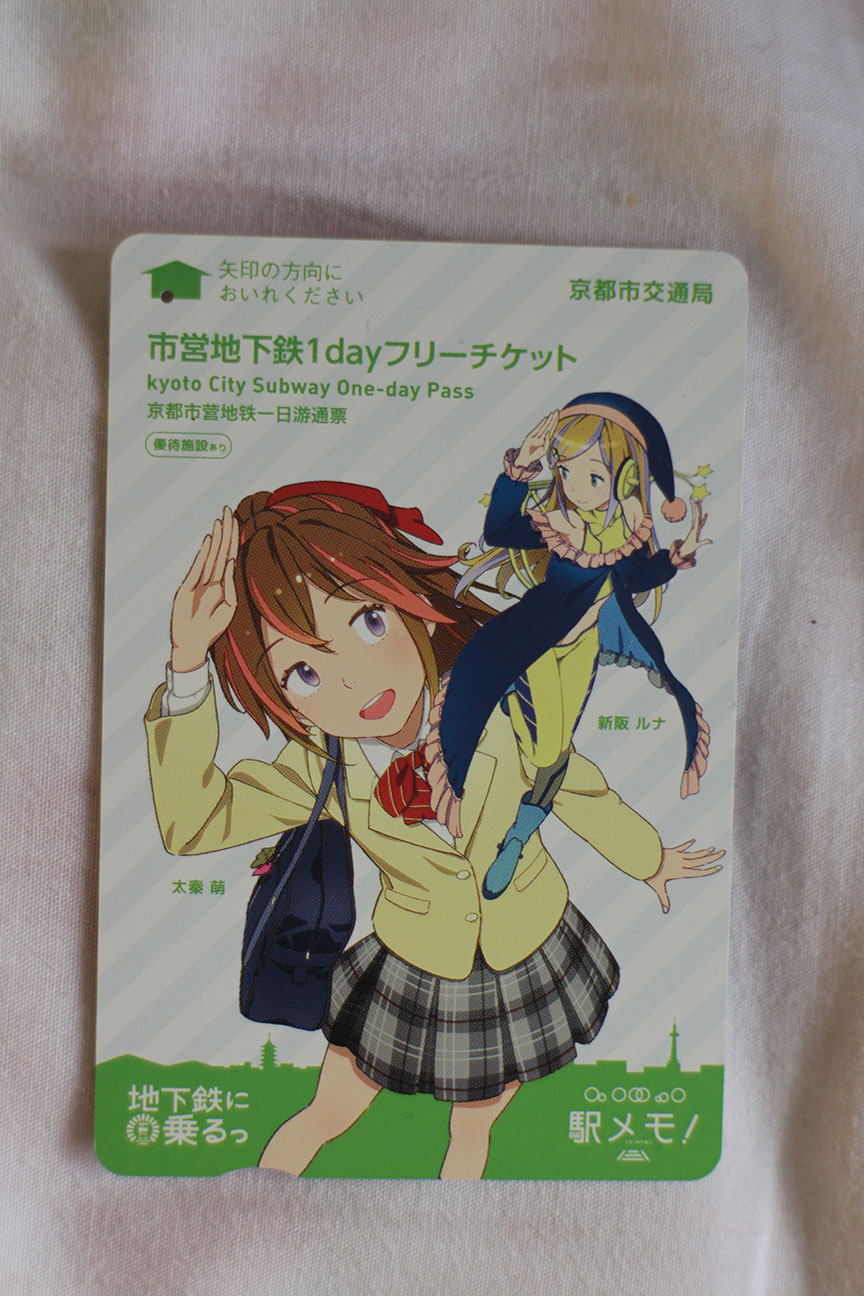 矢印の方向に
おいれください
京都市交通局
市営地下鉄1dayフリーチケット
kyoto City Subway One-day Pass
京都市营地铁一日游通票
優待施設あり
新阪 ルナ
太秦 萌
地下鉄に
乗るっ
駅メモ!